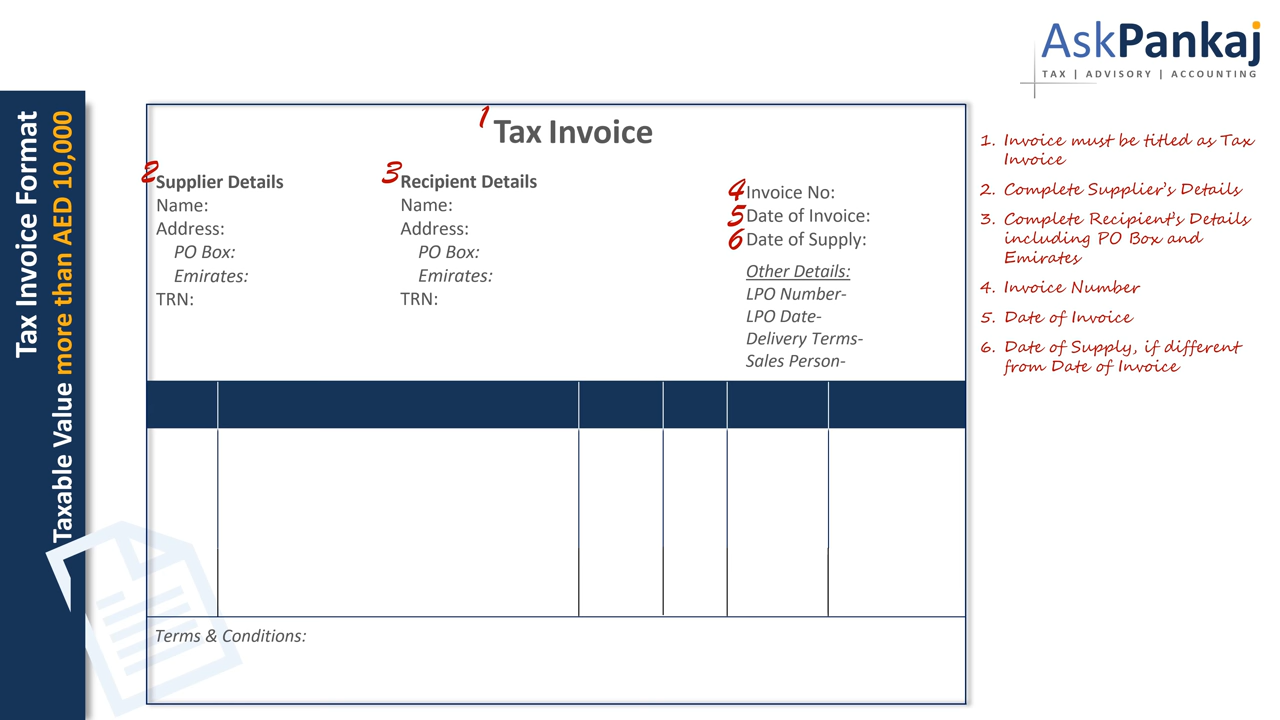 AskPankaj
TAX | ADVISORY | ACCOUNTING
Tax Invoice Format
Taxable Value more than AED 10,000
1 Tax Invoice
2 Supplier Details
Name:
Address:
PO Box:
Emirates:
TRN:
3 Recipient Details
Name:
Address:
PO Box:
Emirates:
TRN:
4 Invoice No:
5 Date of Invoice:
6 Date of Supply:
Other Details:
LPO Number-
LPO Date-
Delivery Terms-
Sales Person-
Terms & Conditions:
1. Invoice must be titled as Tax
Invoice
2. Complete Supplier's Details
3. Complete Recipient's Details
including PO Box and
Emirates
4. Invoice Number
5. Date of Invoice
6. Date of Supply, if different
from Date of Invoice